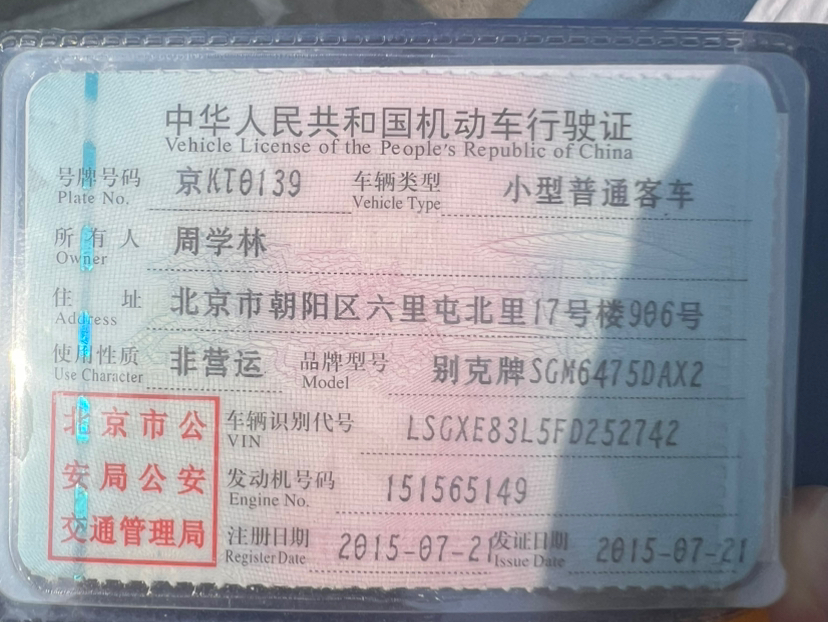 中华人民共和国机动车行驶证
Vehicle License of the People's Republic of China
号牌号码 京KT0139 车辆类型 小型普通客车
Plate No. Vehicle Type
所有人 周学林
Owner
住址 北京市朝阳区六里屯北里17号楼906号
Address
使用性质 非营运 品牌型号 别克牌SGM6475DAX2
Use Character Model
北京市公 车辆识别代号 LSGXE83L5FD252742
VIN
安局公安 发动机号码 151565149
Engine No.
交通管理局 注册日期 2015-07-21 发证日期 2015-07-21
Register Date Issue Date